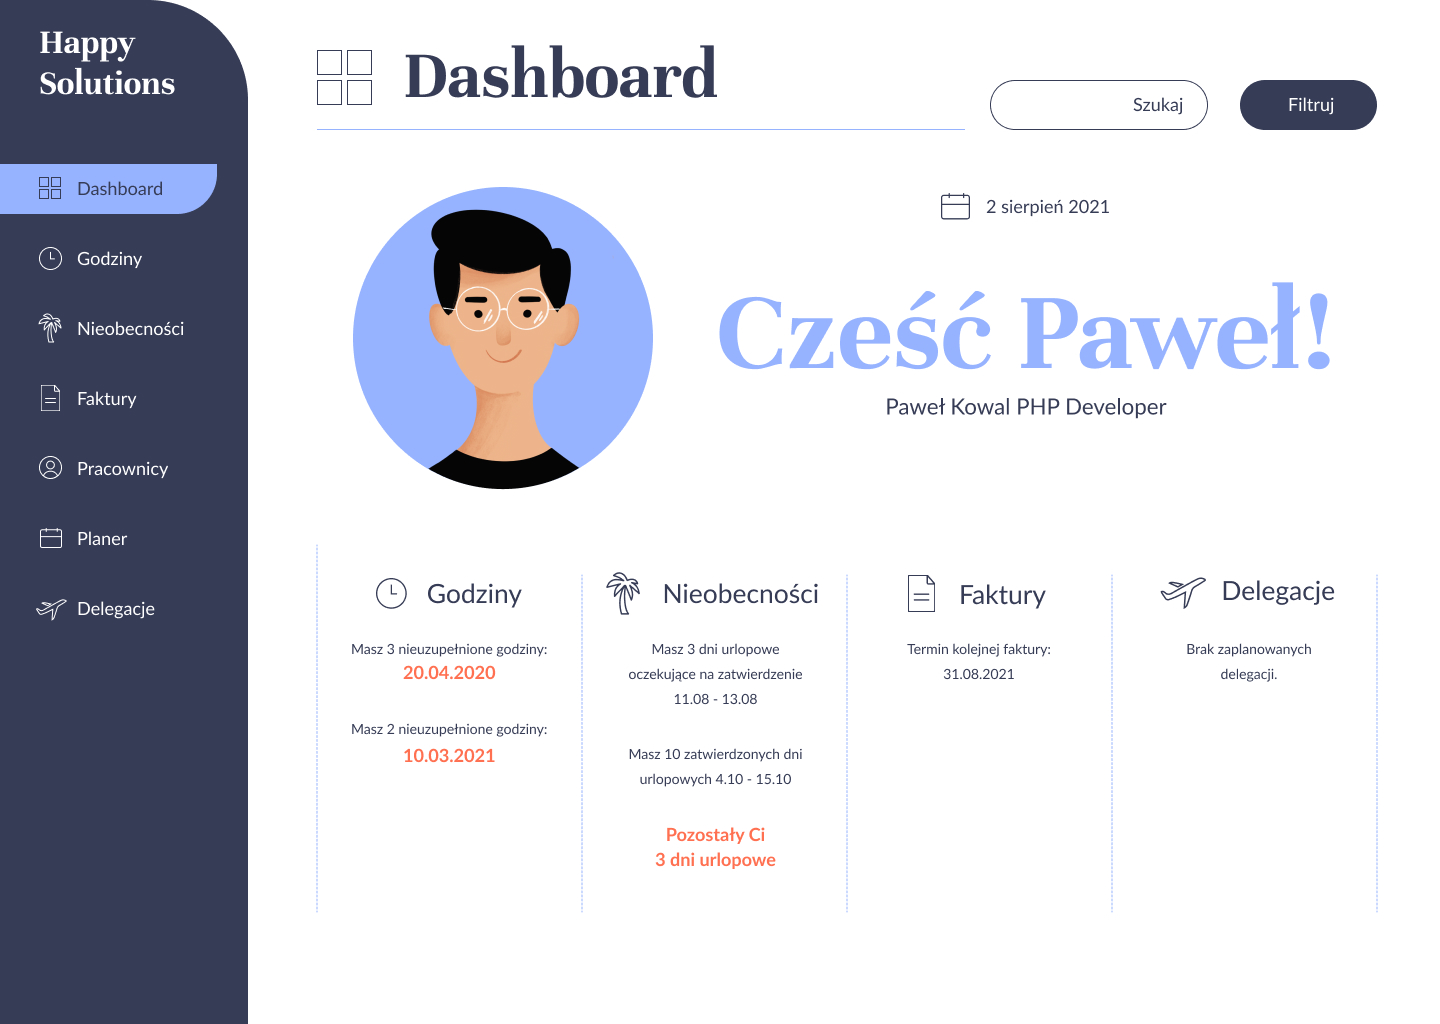 Happy
Solutions
Dashboard
Godziny
Nieobecności
Faktury
Pracownicy
Planer
Delegacje
Dashboard
Szukaj
Filtruj
2 sierpień 2021
Cześć Paweł!
Paweł Kowal PHP Developer
Godziny
Masz 3 nieuzupełnione godziny:
20.04.2020
Masz 2 nieuzupełnione godziny:
10.03.2021
Nieobecności
Masz 3 dni urlopowe
oczekujące na zatwierdzenie
11.08 - 13.08
Masz 10 zatwierdzonych dni
urlopowych 4.10 - 15.10
Pozostały Ci
3 dni urlopowe
Faktury
Termin kolejnej faktury:
31.08.2021
Delegacje
Brak zaplanowanych
delegacji.